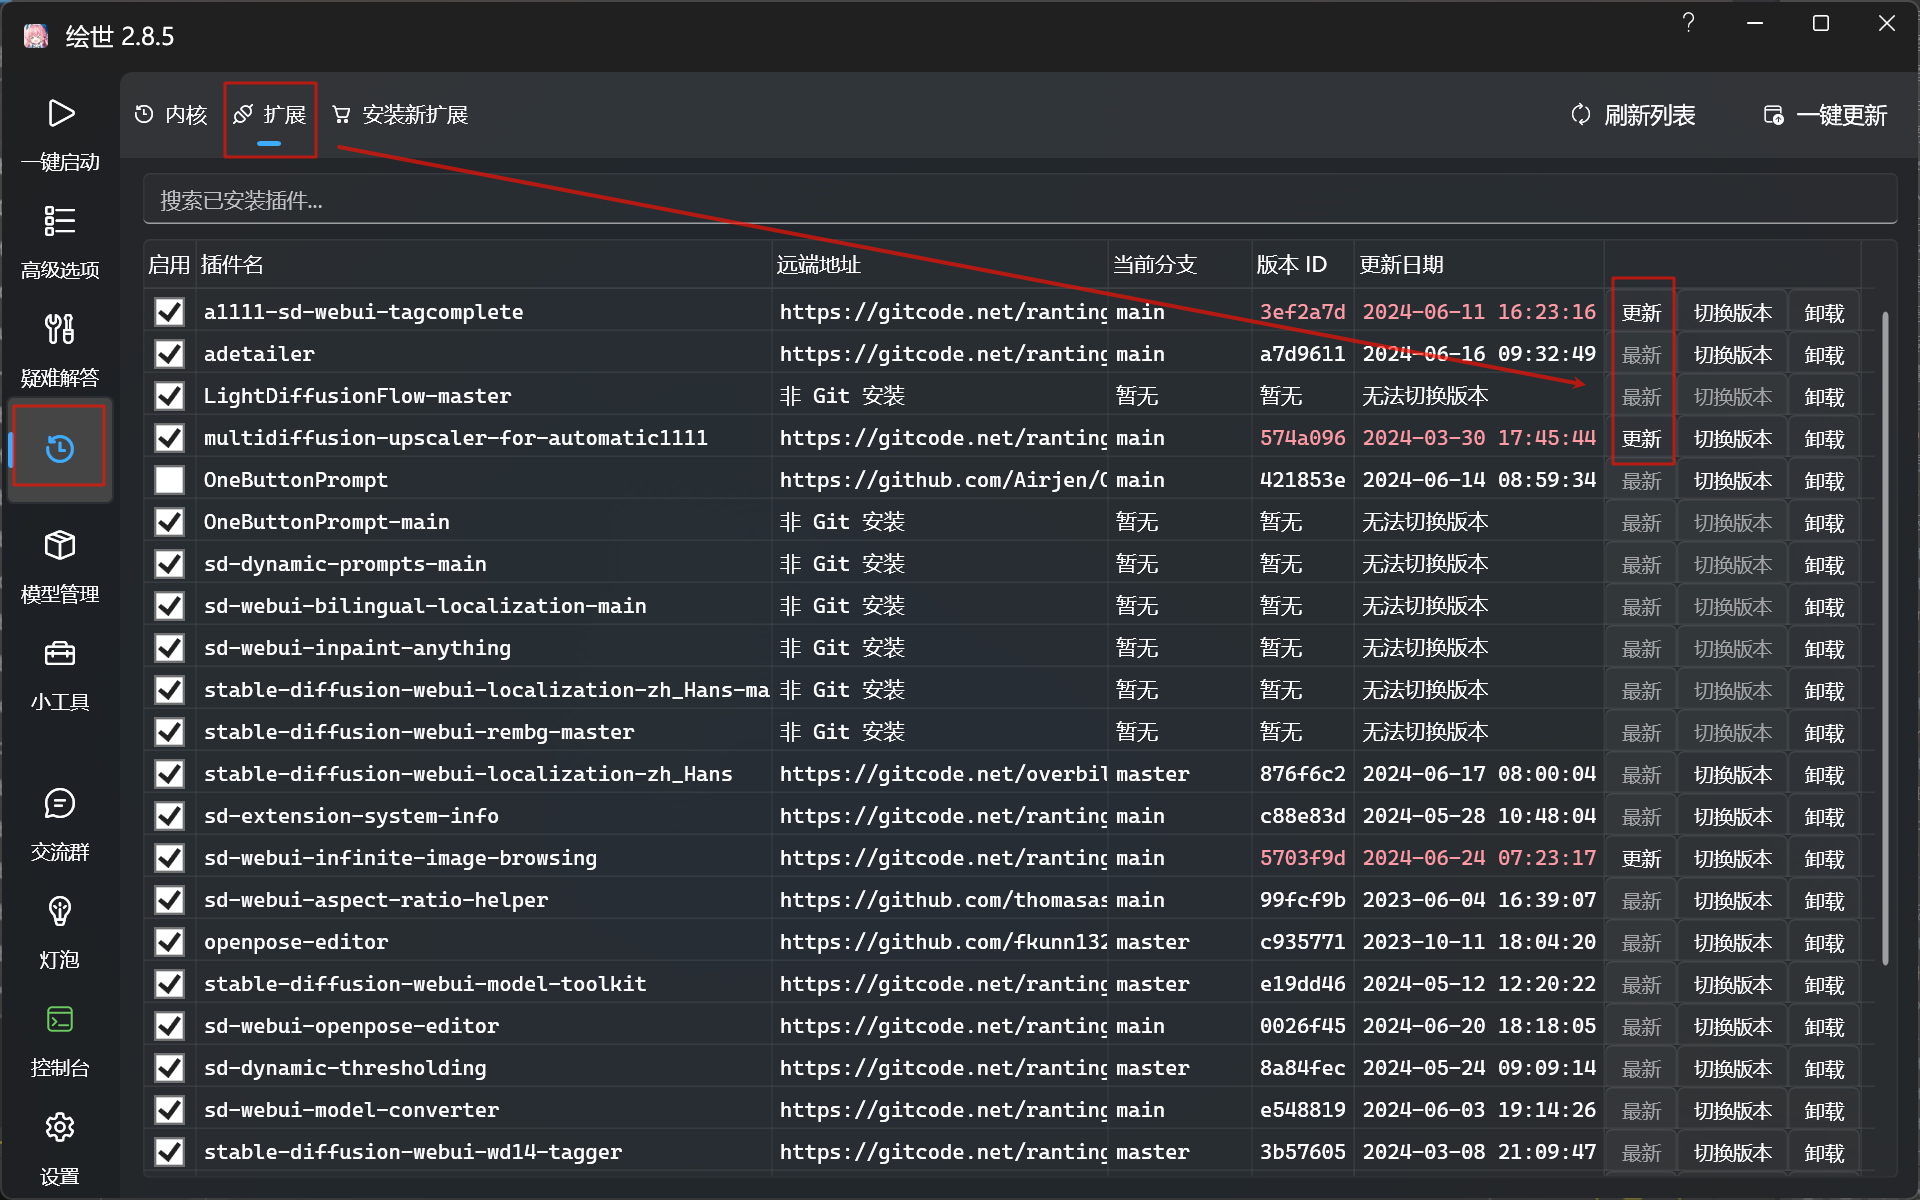 绘世 2.8.5
?
一键启动
高级选项
疑难解答
模型管理
小工具
交流群
灯泡
控制台
设置
内核 扩展 安装新扩展 刷新列表 一键更新
搜索已安装插件...
启用 插件名 远端地址 当前分支 版本 ID 更新日期
a1111-sd-webui-tagcomplete https://gitcode.net/ranting main 3ef2a7d 2024-06-11 16:23:16 更新 切换版本 卸载
adetailer https://gitcode.net/ranting main a7d9611 2024-06-16 09:32:49 最新 切换版本 卸载
LightDiffusionFlow-master 非 Git 安装 暂无 暂无 无法切换版本 最新 切换版本 卸载
multidiffusion-upscaler-for-automatic1111 https://gitcode.net/ranting main 574a096 2024-03-30 17:45:44 更新 切换版本 卸载
OneButtonPrompt https://github.com/Airjen/O main 421853e 2024-06-14 08:59:34 最新 切换版本 卸载
OneButtonPrompt-main 非 Git 安装 暂无 暂无 无法切换版本 最新 切换版本 卸载
sd-dynamic-prompts-main 非 Git 安装 暂无 暂无 无法切换版本 最新 切换版本 卸载
sd-webui-bilingual-localization-main 非 Git 安装 暂无 暂无 无法切换版本 最新 切换版本 卸载
sd-webui-inpaint-anything 非 Git 安装 暂无 暂无 无法切换版本 最新 切换版本 卸载
stable-diffusion-webui-localization-zh_Hans-ma 非 Git 安装 暂无 暂无 无法切换版本 最新 切换版本 卸载
stable-diffusion-webui-rembg-master 非 Git 安装 暂无 暂无 无法切换版本 最新 切换版本 卸载
stable-diffusion-webui-localization-zh_Hans https://gitcode.net/overbil master 876f6c2 2024-06-17 08:00:04 最新 切换版本 卸载
sd-extension-system-info https://gitcode.net/ranting main c88e83d 2024-05-28 10:48:04 最新 切换版本 卸载
sd-webui-infinite-image-browsing https://gitcode.net/ranting main 5703f9d 2024-06-24 07:23:17 更新 切换版本 卸载
sd-webui-aspect-ratio-helper https://github.com/thomasas main 99fcf9b 2023-06-04 16:39:07 最新 切换版本 卸载
openpose-editor https://github.com/fkunn132 master c935771 2023-10-11 18:04:20 最新 切换版本 卸载
stable-diffusion-webui-model-toolkit https://gitcode.net/ranting master e19dd46 2024-05-12 12:20:22 最新 切换版本 卸载
sd-webui-openpose-editor https://gitcode.net/ranting main 0026f45 2024-06-20 18:18:05 最新 切换版本 卸载
sd-dynamic-thresholding https://gitcode.net/ranting master 8a84fec 2024-05-24 09:09:14 最新 切换版本 卸载
sd-webui-model-converter https://gitcode.net/ranting main e548819 2024-06-03 19:14:26 最新 切换版本 卸载
stable-diffusion-webui-wd14-tagger https://gitcode.net/ranting master 3b57605 2024-03-08 21:09:47 最新 切换版本 卸载